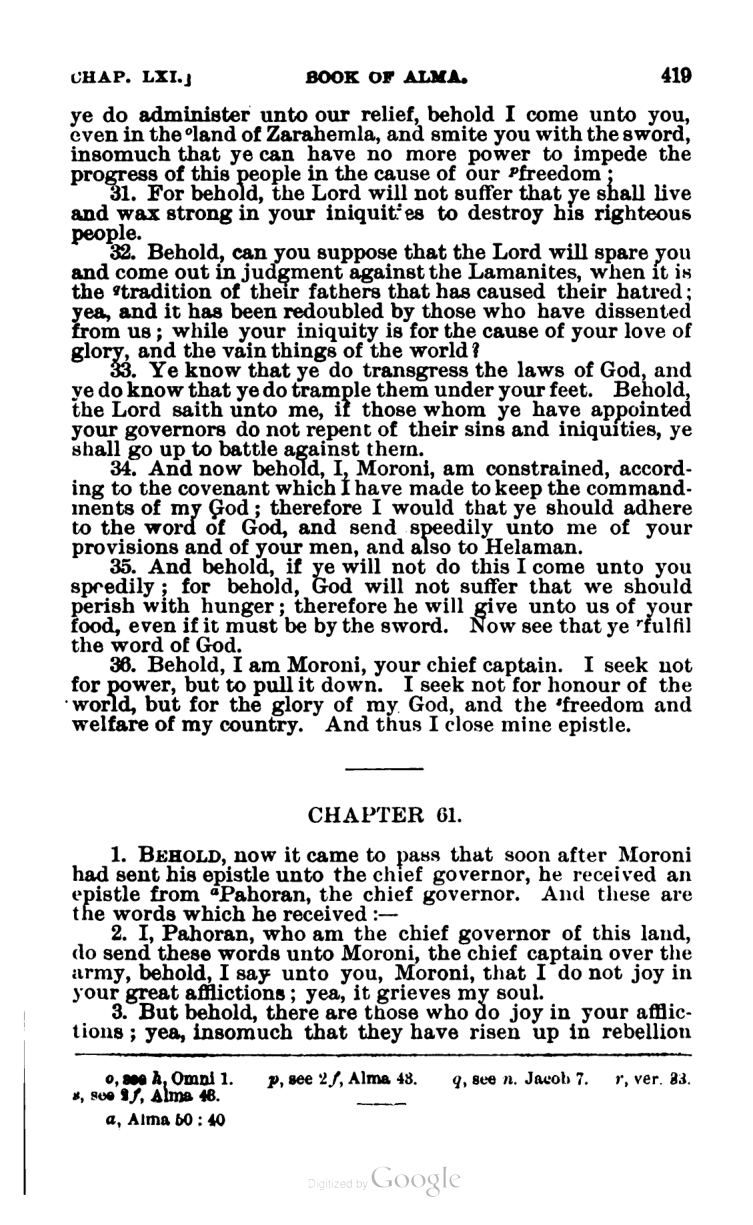 CHAP. LXI.] BOOK OF ALMA. 419
ye do administer unto our relief, behold I come unto you,
even in the ᵒland of Zarahemla, and smite you with the sword,
insomuch that ye can have no more power to impede the
progress of this people in the cause of our ᵖfreedom;
31. For behold, the Lord will not suffer that ye shall live
and wax strong in your iniquities to destroy his righteous
people.
32. Behold, can you suppose that the Lord will spare you
and come out in judgment against the Lamanites, when it is
the qtradition of their fathers that has caused their hatred;
yea, and it has been redoubled by those who have dissented
from us; while your iniquity is for the cause of your love of
glory, and the vain things of the world?
33. Ye know that ye do transgress the laws of God, and
ye do know that ye do trample them under your feet. Behold,
the Lord saith unto me, if those whom ye have appointed
your governors do not repent of their sins and iniquities, ye
shall go up to battle against them.
34. And now behold, I, Moroni, am constrained, accord-
ing to the covenant which I have made to keep the command-
ments of my God; therefore I would that ye should adhere
to the word of God, and send speedily unto me of your
provisions and of your men, and also to Helaman.
35. And behold, if ye will not do this I come unto you
speedily; for behold, God will not suffer that we should
perish with hunger; therefore he will give unto us of your
food, even if it must be by the sword. Now see that ye ʳfulfil
the word of God.
36. Behold, I am Moroni, your chief captain. I seek not
for power, but to pull it down. I seek not for honour of the
world, but for the glory of my God, and the ˢfreedom and
welfare of my country. And thus I close mine epistle.
CHAPTER 61.
1. BEHOLD, now it came to pass that soon after Moroni
had sent his epistle unto the chief governor, he received an
epistle from ᵃPahoran, the chief governor. And these are
the words which he received:—
2. I, Pahoran, who am the chief governor of this land,
do send these words unto Moroni, the chief captain over the
army, behold, I say unto you, Moroni, that I do not joy in
your great afflictions; yea, it grieves my soul.
3. But behold, there are those who do joy in your afflic-
tions; yea, insomuch that they have risen up in rebellion
o, see h, Omni 1. p, see 2 f, Alma 43. q, see n. Jacob 7. r, ver. 33.
s, see 2 f, Alma 43.
a, Alma 50 : 40
Digitized by Google